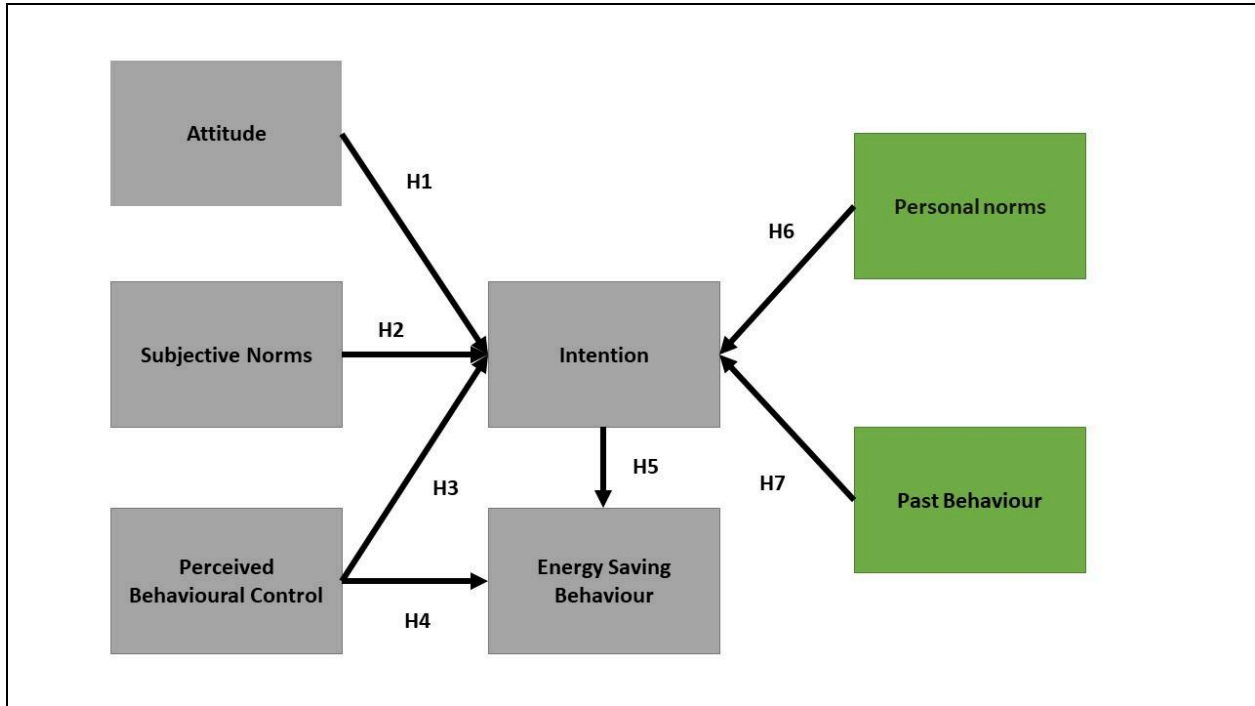 Attitude
H1
Personal norms
H6
Subjective Norms
H2
Intention
H3
H5
H7
Past Behaviour
Perceived
Behavioural Control
H4
Energy Saving
Behaviour